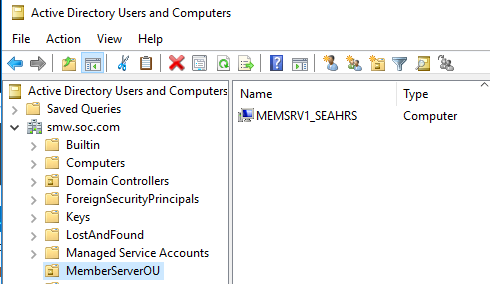 Active Directory Users and Computers
File Action View Help
Active Directory Users and Computers
Saved Queries
smw.soc.com
Builtin
Computers
Domain Controllers
ForeignSecurityPrincipals
Keys
LostAndFound
Managed Service Accounts
MemberServerOU
Name Type
MEMSRV1_SEAHRS Computer